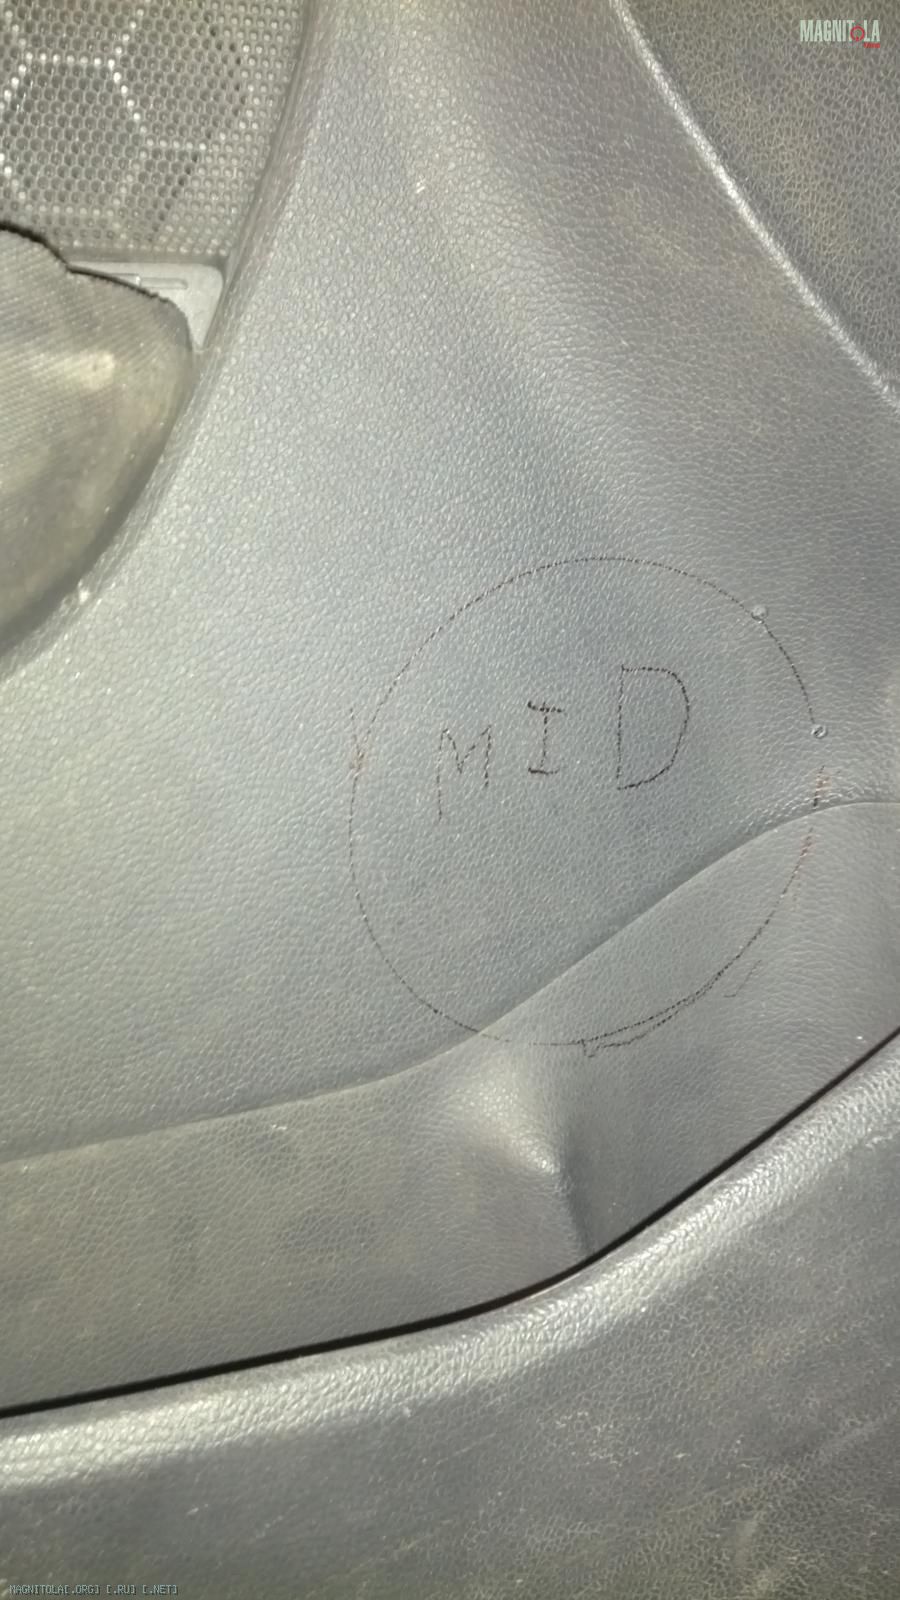 MAGNITOLA
MID
MAGNITOLA[.ORG] [.RU] [.NET]